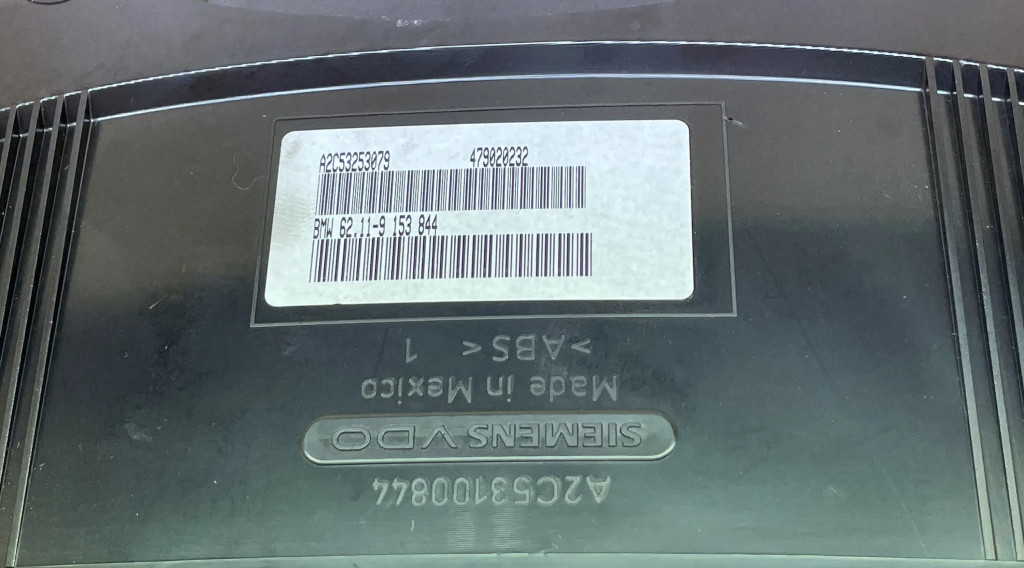 A2C53253079 479020232
BMW 62.11-9 153 844
>ABS< 1
Made in Mexico
SIEMENS VDO
A2C53100844